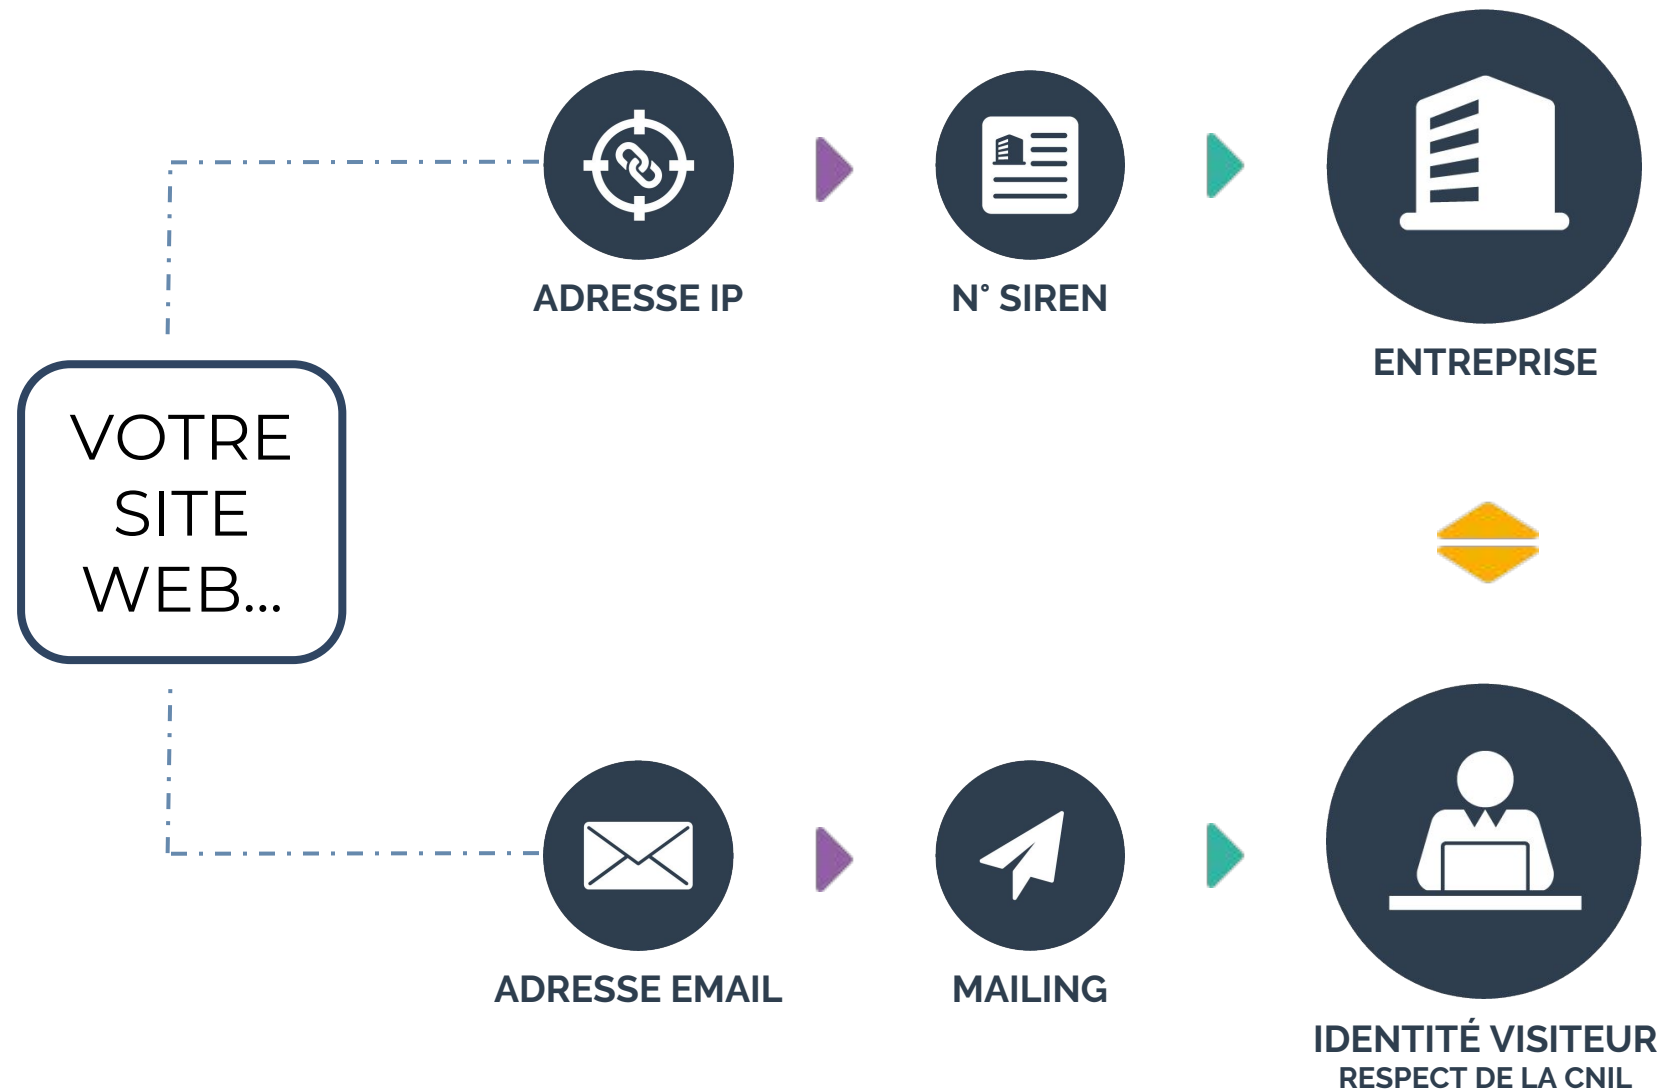 ADRESSE IP
N° SIREN
ENTREPRISE
VOTRE
SITE
WEB...
ADRESSE EMAIL
MAILING
IDENTITÉ VISITEUR
RESPECT DE LA CNIL